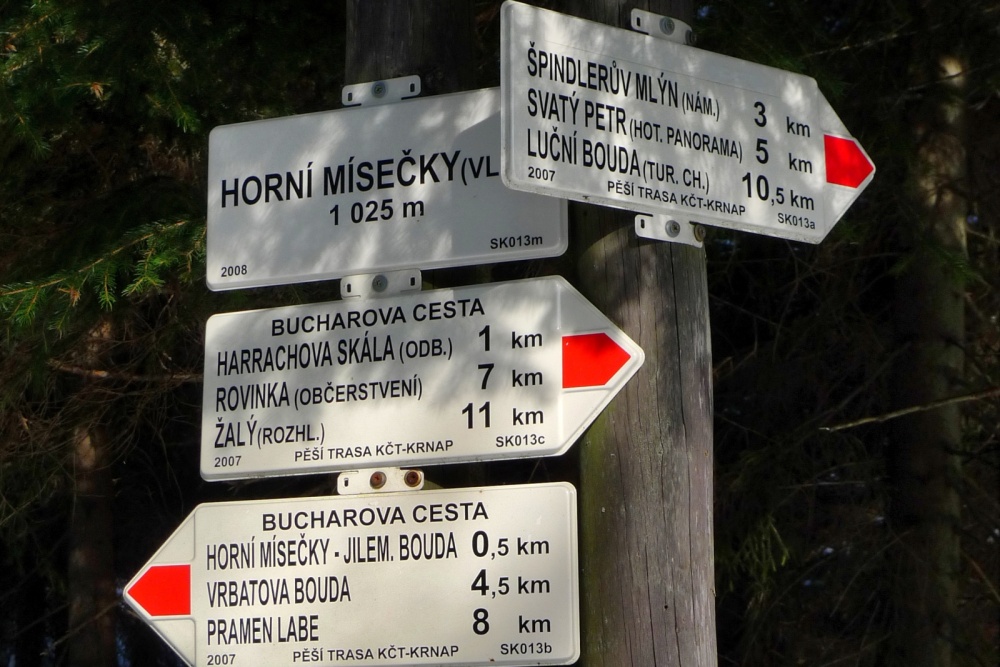 ŠPINDLERŮV MLÝN (NÁM.) 3 km
SVATÝ PETR (HOT. PANORAMA) 5 km
LUČNÍ BOUDA (TUR. CH.) 10,5 km
2007 PĚŠÍ TRASA KČT-KRNAP SK013a
HORNÍ MÍSEČKY (VL
1 025 m
2008 SK013m
BUCHAROVA CESTA
HARRACHOVA SKÁLA (ODB.) 1 km
ROVINKA (OBČERSTVENÍ) 7 km
ŽALÝ (ROZHL.) 11 km
2007 PĚŠÍ TRASA KČT-KRNAP SK013c
BUCHAROVA CESTA
HORNÍ MÍSEČKY - JILEM. BOUDA 0,5 km
VRBATOVA BOUDA 4,5 km
PRAMEN LABE 8 km
2007 PĚŠÍ TRASA KČT-KRNAP SK013b